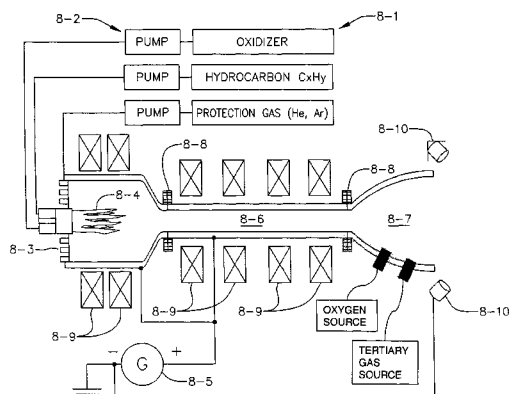 8-2
8-1
PUMP
OXIDIZER
PUMP
HYDROCARBON CxHy
PUMP
PROTECTION GAS (He, Ar)
8-8
8-8
8-10
8-4
8-6
8-7
8-3
8-9
8-9
8-9
8-10
OXYGEN
SOURCE
TERTIARY
GAS
SOURCE
- G +
8-5